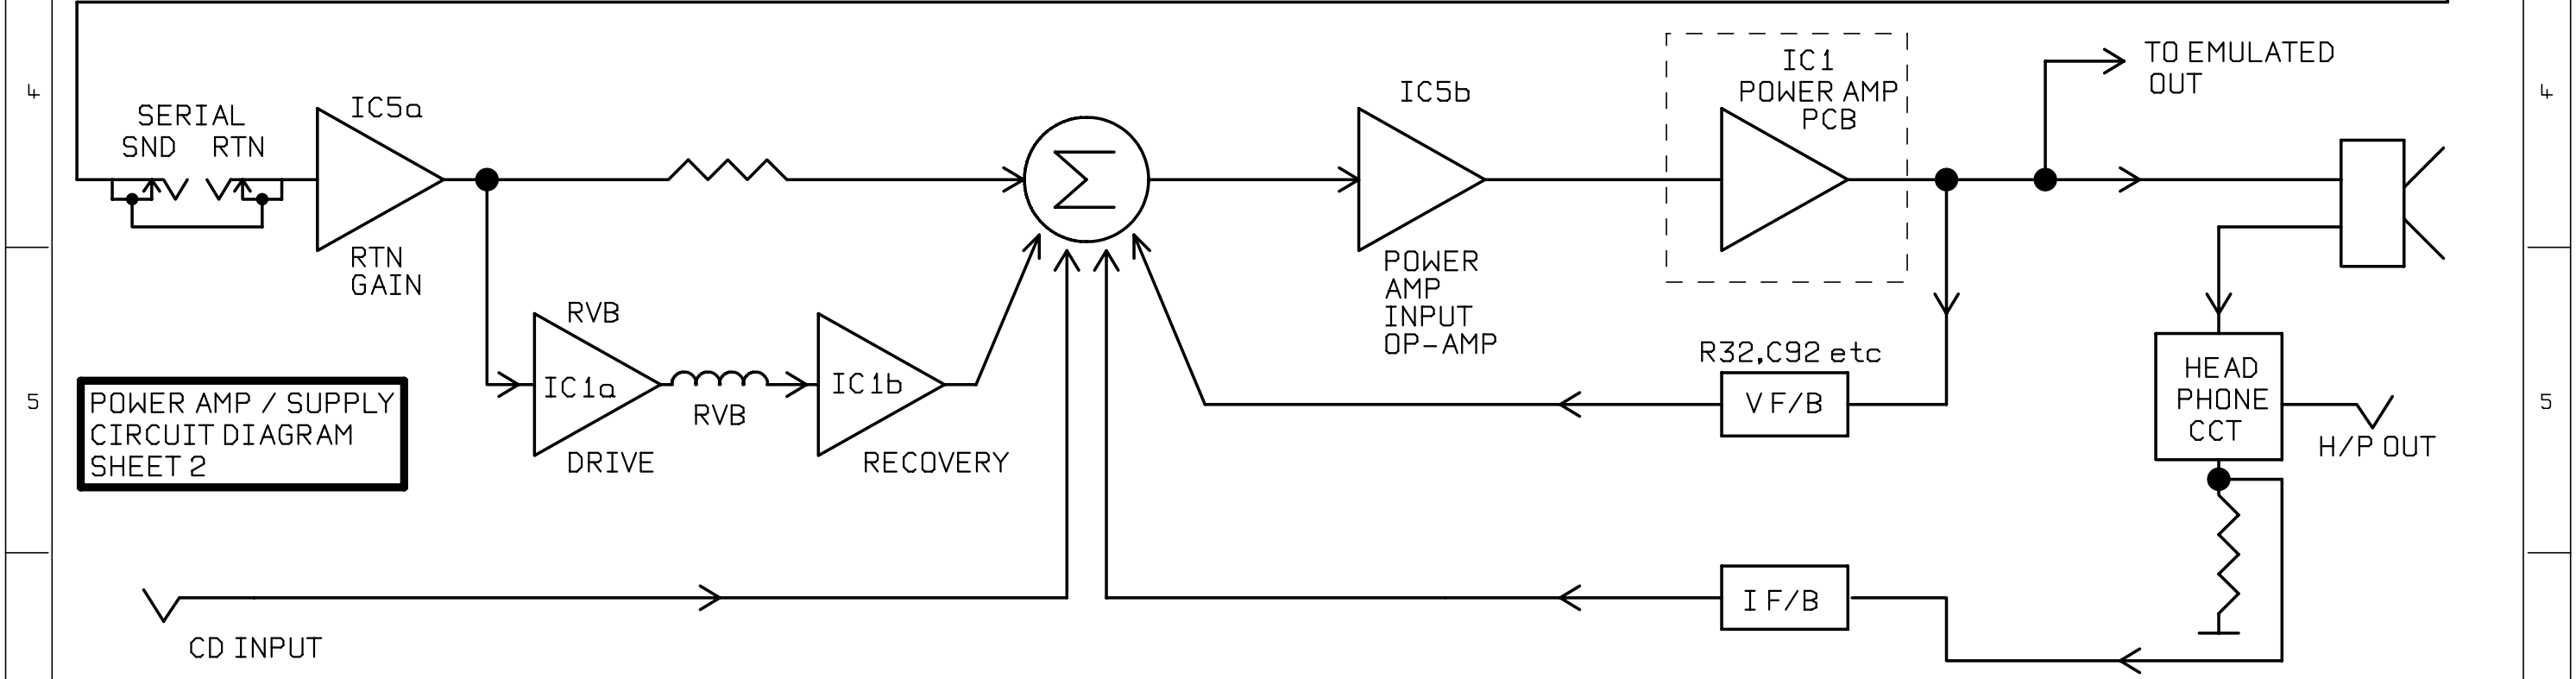 4
SERIAL
SND RTN
IC5a
RTN
GAIN
Σ
IC5b
POWER
AMP
INPUT
OP-AMP
IC1
POWER AMP
PCB
TO EMULATED
OUT
4
5
POWER AMP / SUPPLY
CIRCUIT DIAGRAM
SHEET 2
RVB
IC1a
DRIVE
RVB
IC1b
RECOVERY
R32,C92 etc
V F/B
HEAD
PHONE
CCT
H/P OUT
5
CD INPUT
I F/B